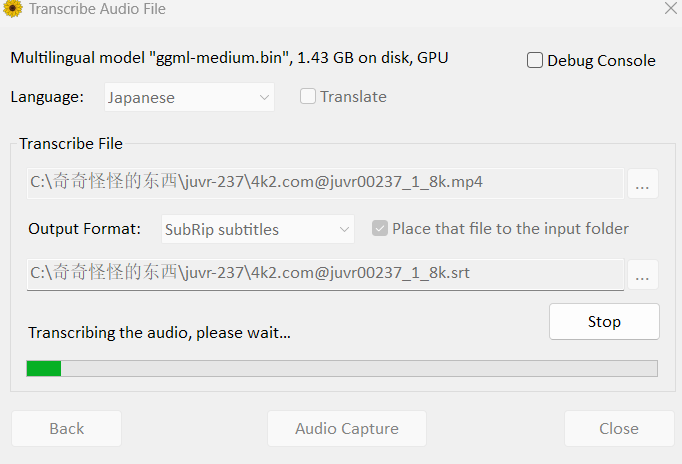 Transcribe Audio File
Multilingual model "ggml-medium.bin", 1.43 GB on disk, GPU
Debug Console
Language: Japanese Translate
Transcribe File
C:\奇奇怪怪的东西\juvr-237\4k2.com@juvr00237_1_8k.mp4 ...
Output Format: SubRip subtitles Place that file to the input folder
C:\奇奇怪怪的东西\juvr-237\4k2.com@juvr00237_1_8k.srt ...
Transcribing the audio, please wait...
Stop
Back Audio Capture Close